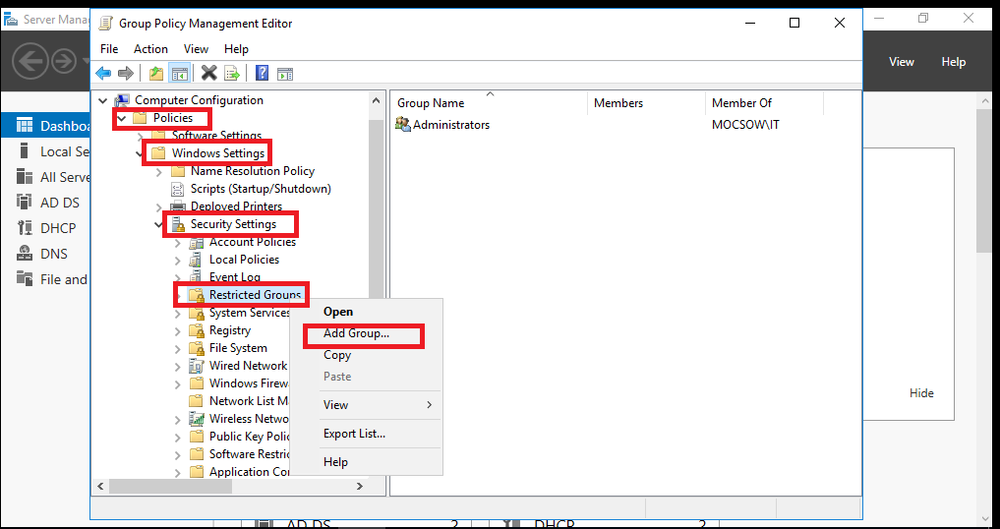 Server Mana
Group Policy Management Editor
File Action View Help
View Help
Dashboa
Local Se
All Serve
AD DS
DHCP
DNS
File and
Computer Configuration
Policies
Software Settings
Windows Settings
Name Resolution Policy
Scripts (Startup/Shutdown)
Deployed Printers
Security Settings
Account Policies
Local Policies
Event Log
Restricted Groups
System Services
Registry
File System
Wired Network
Windows Firew
Network List M
Wireless Netwo
Public Key Polic
Software Restric
Application Co
Group Name Members Member Of
Administrators MOCSOW\IT
Open
Add Group...
Copy
Paste
View
Export List...
Help
Hide
AD DS 2 DHCP 2